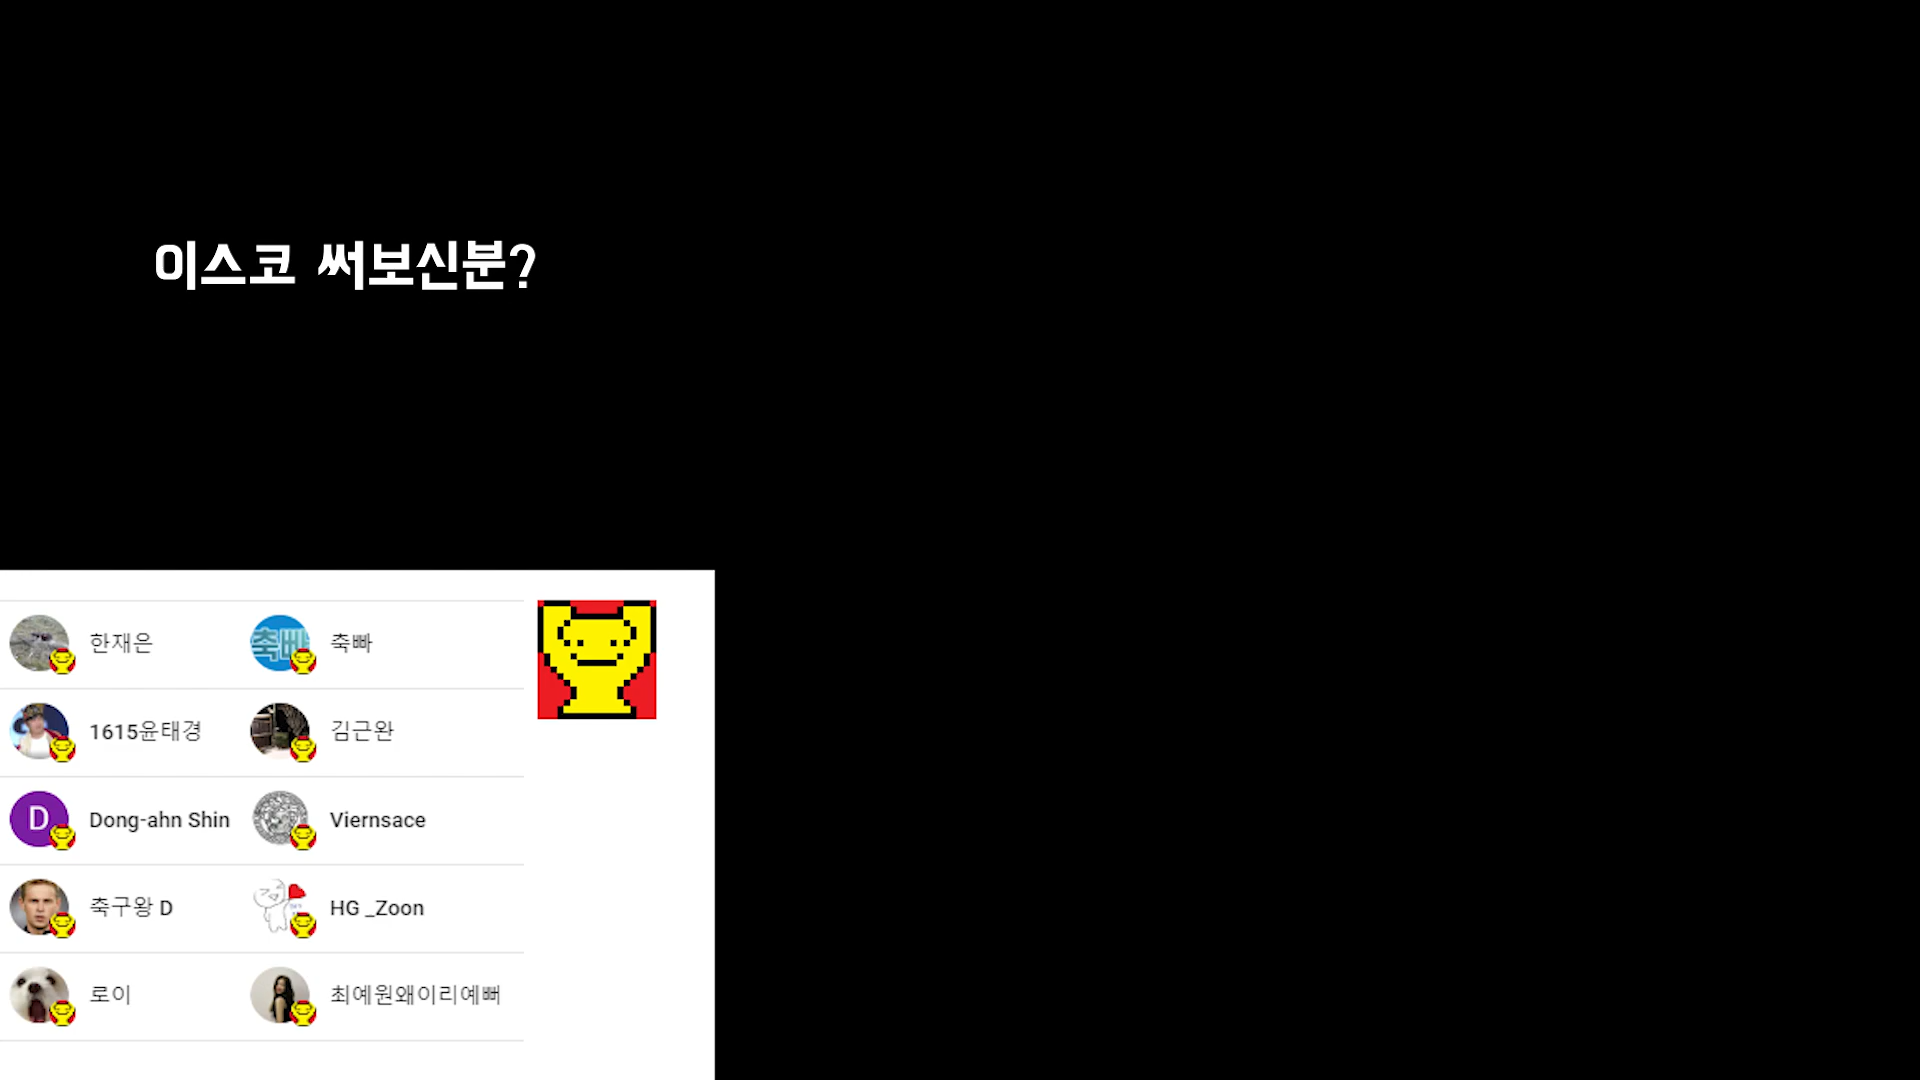 이스코 써보신분?
한재은 축빠
축빠
1615윤태경 김근완
D Dong-ahn Shin Viernsace
축구왕 D HG _Zoon
로이 최예원왜이리예뻐